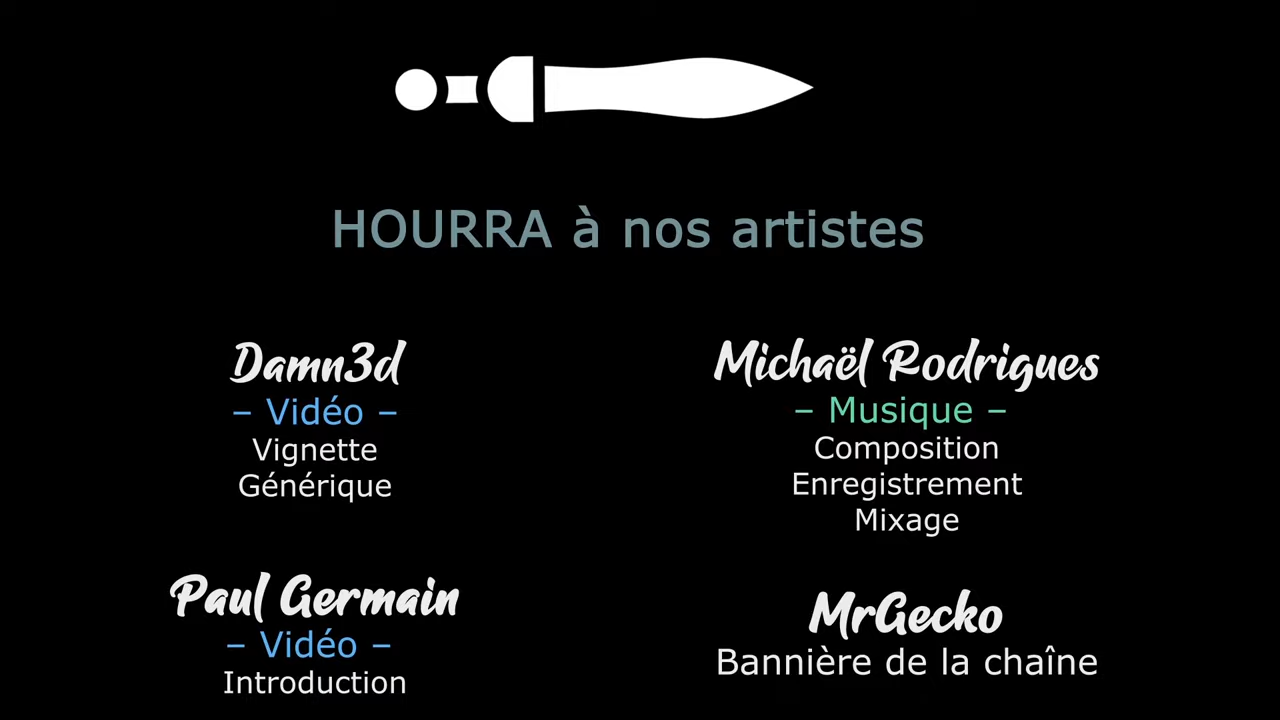 HOURRA à nos artistes
Damn3d
– Vidéo –
Vignette
Générique
Michaël Rodrigues
– Musique –
Composition
Enregistrement
Mixage
Paul Germain
– Vidéo –
Introduction
MrGecko
Bannière de la chaîne